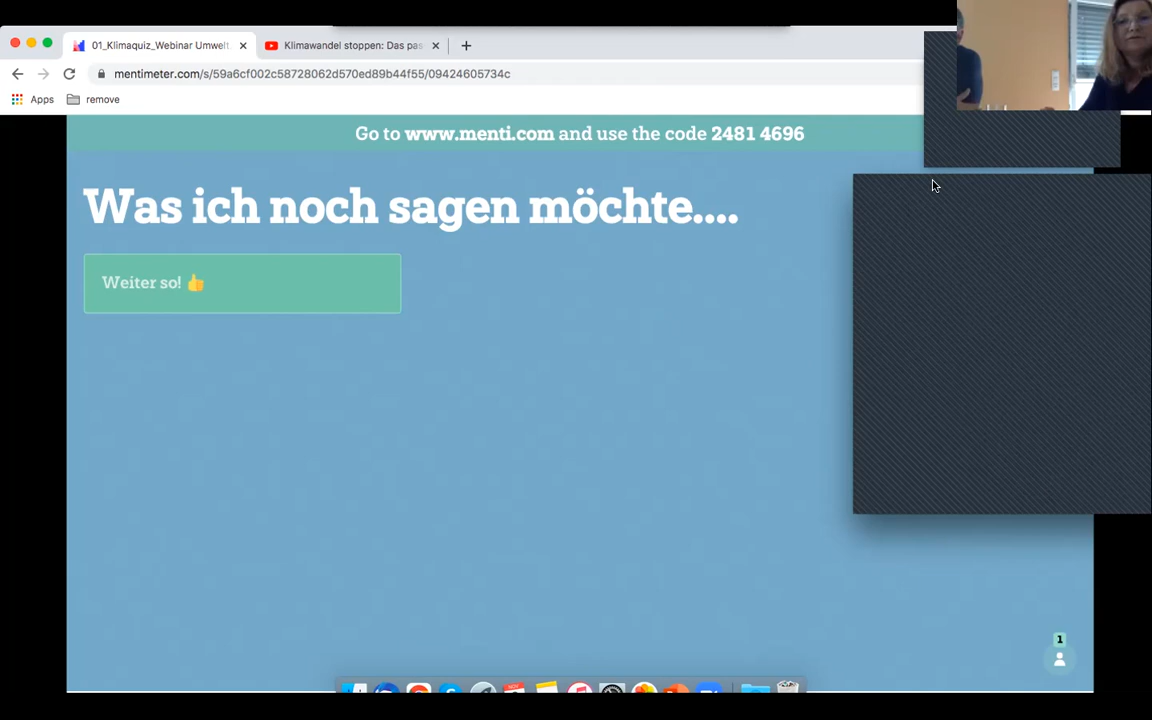 01_Klimaquiz_Webinar Umwelt
Klimawandel stoppen: Das pas
mentimeter.com/s/59a6cf002c58728062d570ed89b44f55/09424605734c
Apps
remove
Go to www.menti.com and use the code 2481 4696
Was ich noch sagen möchte....
Weiter so! 👍
1